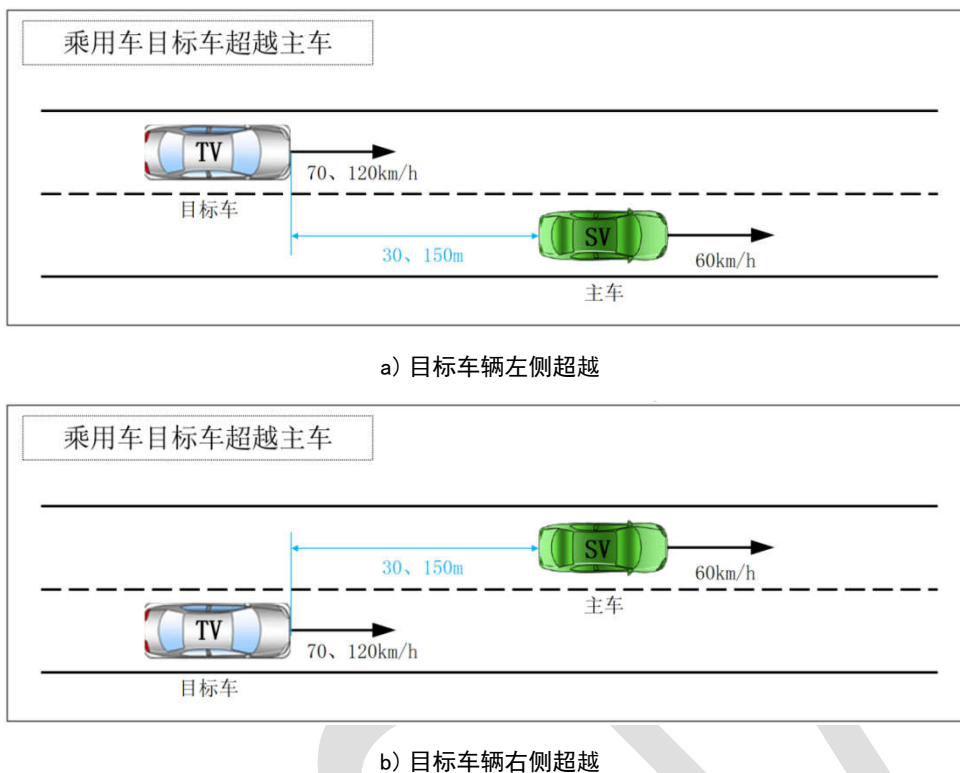 乘用车目标车超越主车
TV
70、120km/h
目标车
SV
30、150m
60km/h
主车
a) 目标车辆左侧超越
乘用车目标车超越主车
SV
30、150m
60km/h
主车
TV
70、120km/h
目标车
b) 目标车辆右侧超越